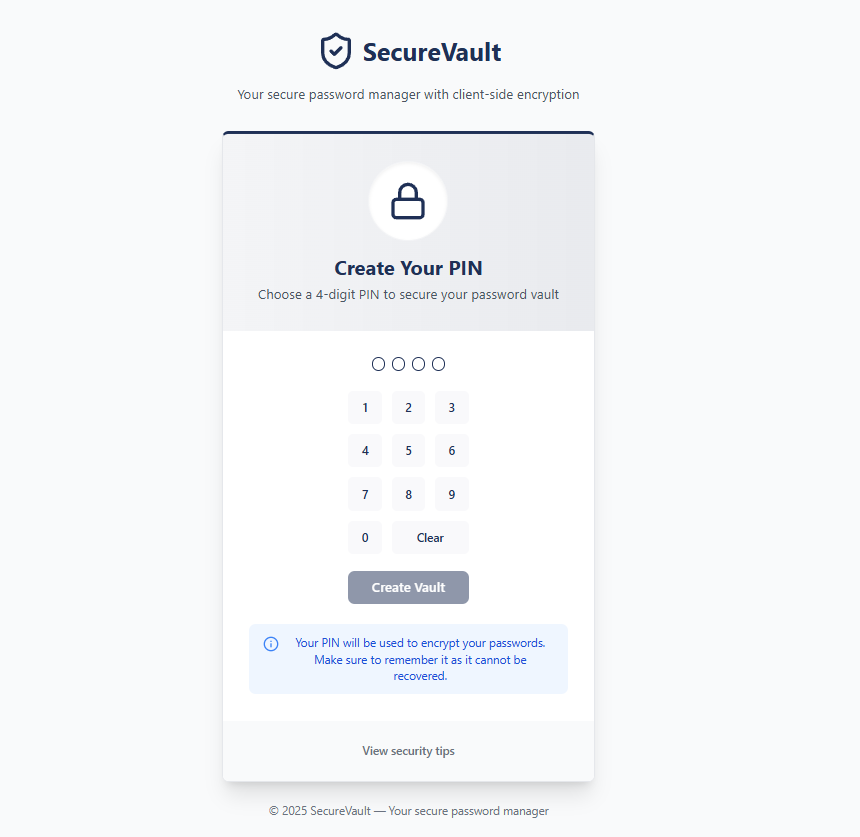 SecureVault
Your secure password manager with client-side encryption
Create Your PIN
Choose a 4-digit PIN to secure your password vault
1 2 3
4 5 6
7 8 9
0 Clear
Create Vault
Your PIN will be used to encrypt your passwords.
Make sure to remember it as it cannot be
recovered.
View security tips
© 2025 SecureVault — Your secure password manager